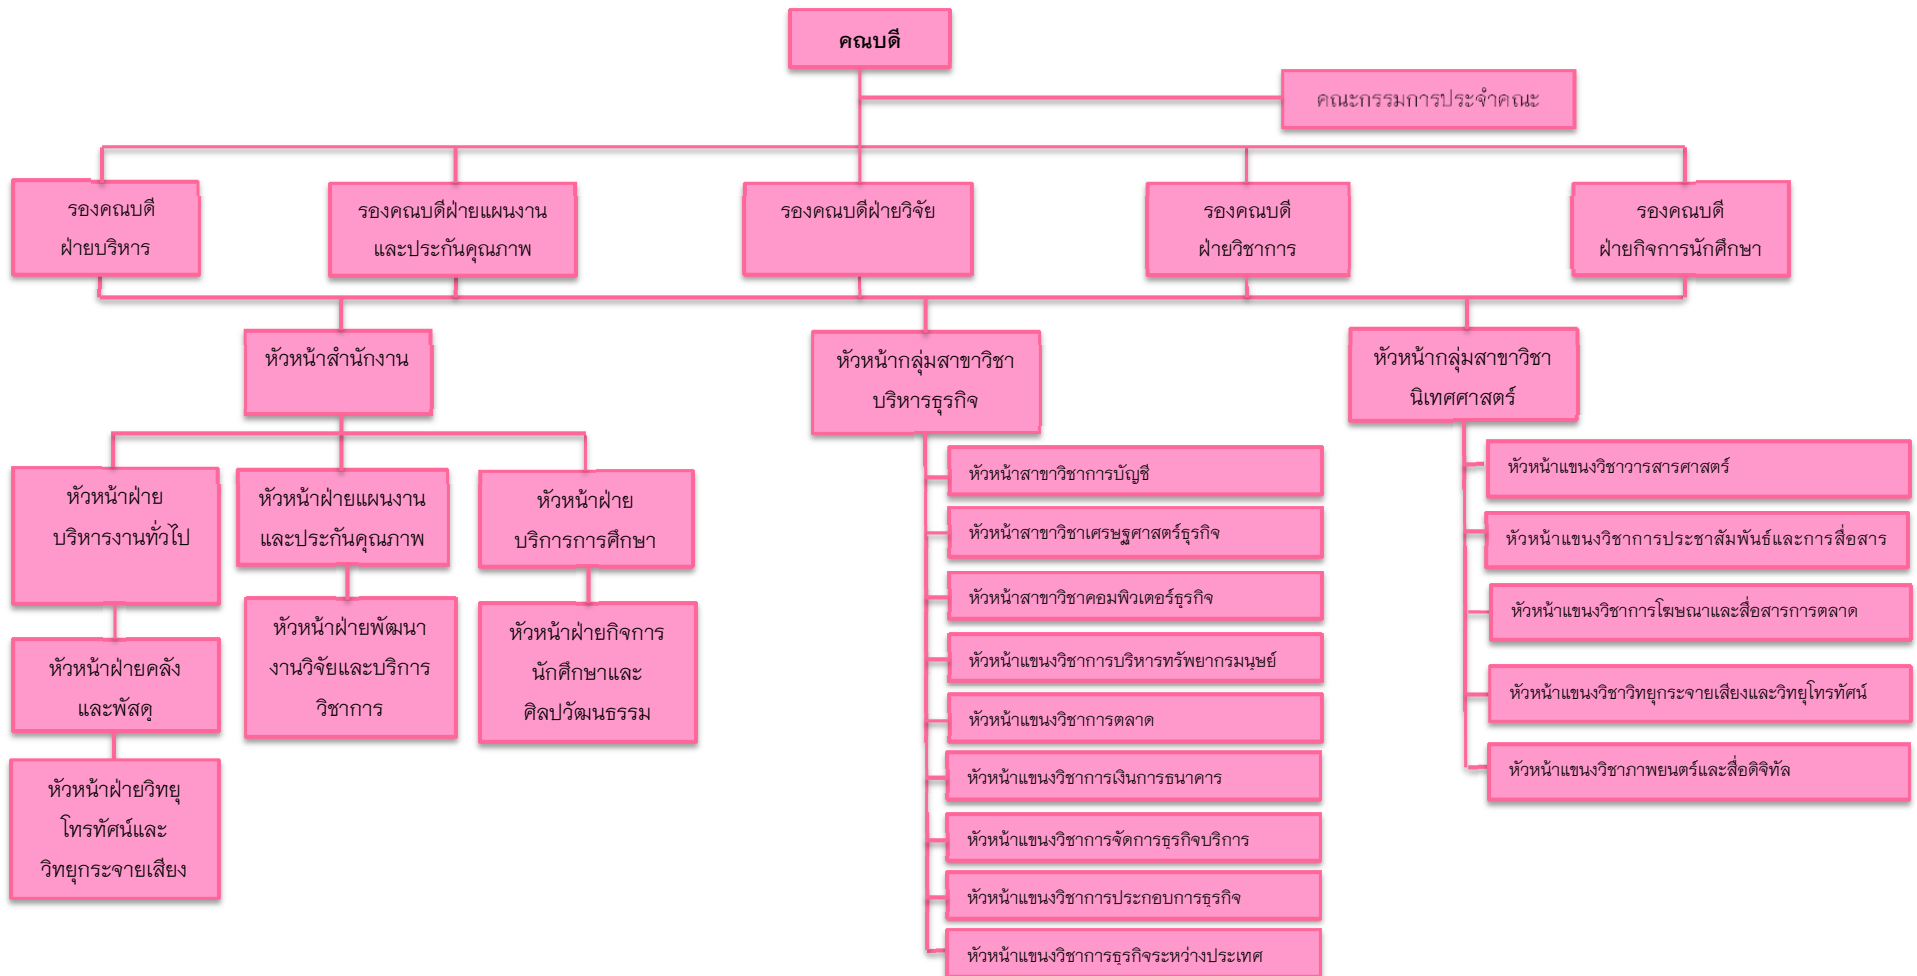 คณบดี
คณะกรรมการประจำคณะ
รองคณบดี
ฝ่ายบริหาร
รองคณบดีฝ่ายแผนงาน
และประกันคุณภาพ
รองคณบดีฝ่ายวิจัย
รองคณบดี
ฝ่ายวิชาการ
รองคณบดี
ฝ่ายกิจการนักศึกษา
หัวหน้าสำนักงาน
หัวหน้าฝ่าย
บริหารงานทั่วไป
หัวหน้าฝ่ายคลัง
และพัสดุ
หัวหน้าฝ่ายวิทยุ
โทรทัศน์และ
วิทยุกระจายเสียง
หัวหน้าฝ่ายแผนงาน
และประกันคุณภาพ
หัวหน้าฝ่ายพัฒนา
งานวิจัยและบริการ
วิชาการ
หัวหน้าฝ่าย
บริการการศึกษา
หัวหน้าฝ่ายกิจการ
นักศึกษาและ
ศิลปวัฒนธรรม
หัวหน้ากลุ่มสาขาวิชา
บริหารธุรกิจ
หัวหน้าสาขาวิชาการบัญชี
หัวหน้าสาขาวิชาเศรษฐศาสตร์ธุรกิจ
หัวหน้าสาขาวิชาคอมพิวเตอร์ธุรกิจ
หัวหน้าแขนงวิชาการบริหารทรัพยากรมนุษย์
หัวหน้าแขนงวิชาการตลาด
หัวหน้าแขนงวิชาการเงินการธนาคาร
หัวหน้าแขนงวิชาการจัดการธุรกิจบริการ
หัวหน้าแขนงวิชาการประกอบการธุรกิจ
หัวหน้าแขนงวิชาการธุรกิจระหว่างประเทศ
หัวหน้ากลุ่มสาขาวิชา
นิเทศศาสตร์
หัวหน้าแขนงวิชาวารสารศาสตร์
หัวหน้าแขนงวิชาการประชาสัมพันธ์และการสื่อสาร
หัวหน้าแขนงวิชาการโฆษณาและสื่อสารการตลาด
หัวหน้าแขนงวิชาวิทยุกระจายเสียงและวิทยุโทรทัศน์
หัวหน้าแขนงวิชาภาพยนตร์และสื่อดิจิทัล